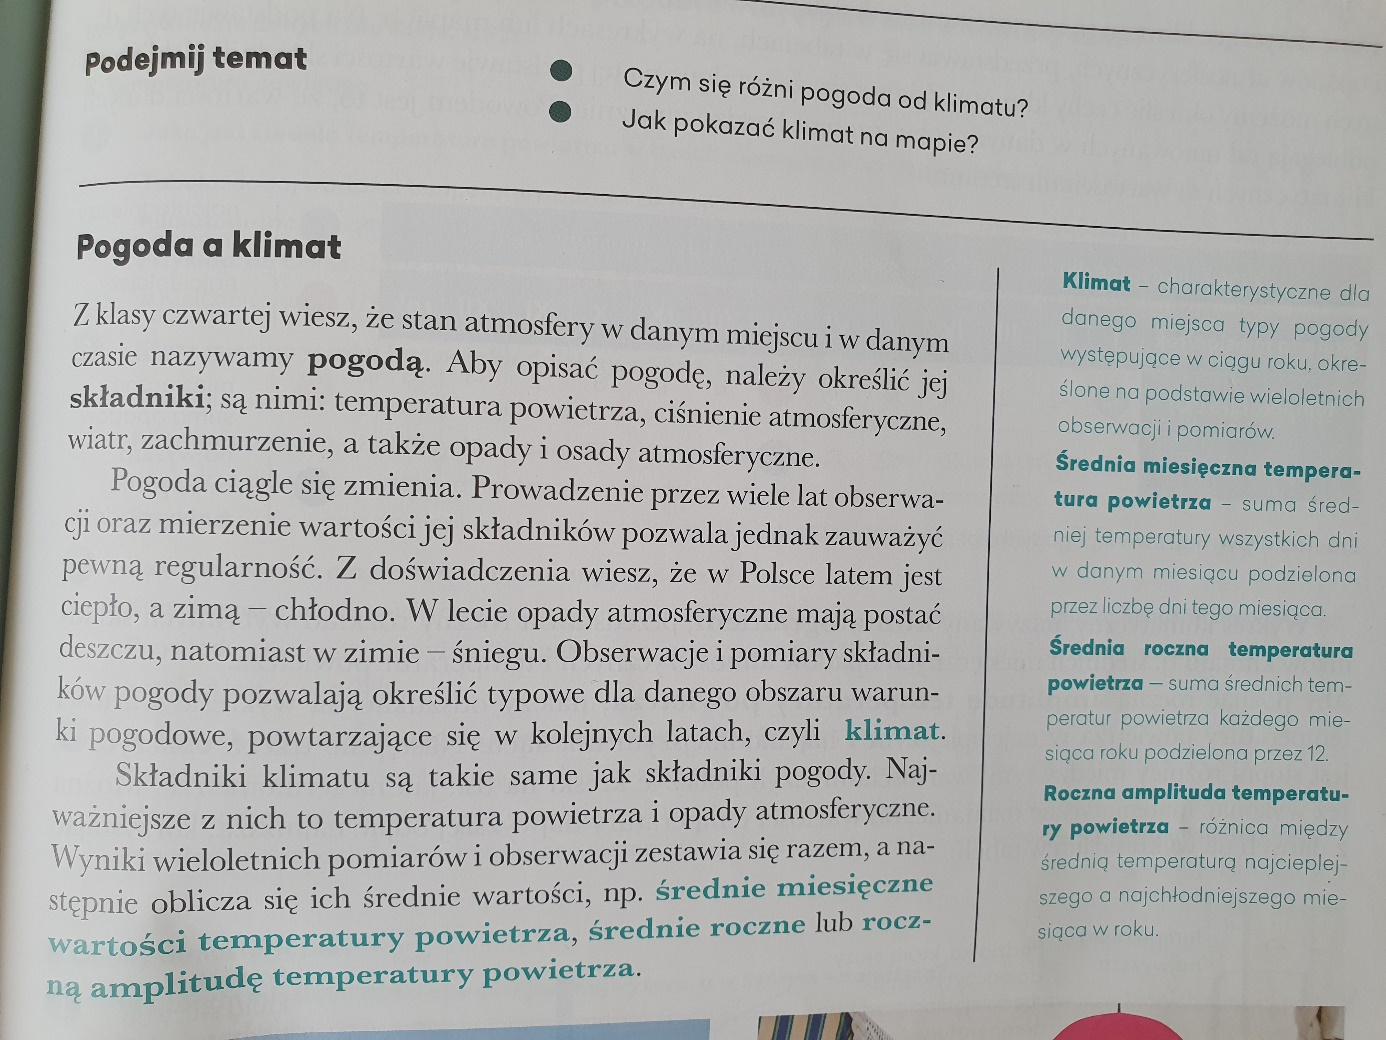 Podejmij temat
Czym się różni pogoda od klimatu?
Jak pokazać klimat na mapie?
Pogoda a klimat
Z klasy czwartej wiesz, że stan atmosfery w danym miejscu i w danym
czasie nazywamy pogodą. Aby opisać pogodę, należy określić jej
składniki; są nimi: temperatura powietrza, ciśnienie atmosferyczne,
wiatr, zachmurzenie, a także opady i osady atmosferyczne.
Pogoda ciągle się zmienia. Prowadzenie przez wiele lat obserwa-
cji oraz mierzenie wartości jej składników pozwala jednak zauważyć
pewną regularność. Z doświadczenia wiesz, że w Polsce latem jest
ciepło, a zimą – chłodno. W lecie opady atmosferyczne mają postać
deszczu, natomiast w zimie – śniegu. Obserwacje i pomiary składni-
ków pogody pozwalają określić typowe dla danego obszaru warun-
ki pogodowe, powtarzające się w kolejnych latach, czyli klimat.
Składniki klimatu są takie same jak składniki pogody. Naj-
ważniejsze z nich to temperatura powietrza i opady atmosferyczne.
Wyniki wieloletnich pomiarów i obserwacji zestawia się razem, a na-
stępnie oblicza się ich średnie wartości, np. średnie miesięczne
wartości temperatury powietrza, średnie roczne lub rocz-
ną amplitudę temperatury powietrza.
Klimat – charakterystyczne dla
danego miejsca typy pogody
występujące w ciągu roku, okre-
ślone na podstawie wieloletnich
obserwacji i pomiarów.
Średnia miesięczna tempera-
tura powietrza – suma śred-
niej temperatury wszystkich dni
w danym miesiącu podzielona
przez liczbę dni tego miesiąca.
Średnia roczna temperatura
powietrza – suma średnich tem-
peratur powietrza każdego mie-
siąca roku podzielona przez 12.
Roczna amplituda temperatu-
ry powietrza – różnica między
średnią temperaturą najcieplej-
szego a najchłodniejszego mie-
siąca w roku.